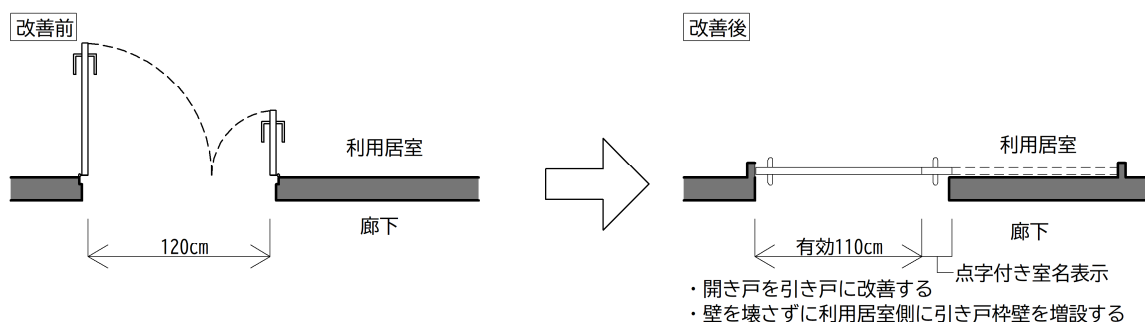 改善前
利用居室
廊下
120cm
改善後
利用居室
廊下
有効110cm
点字付き室名表示
・開き戸を引き戸に改善する
・壁を壊さずに利用居室側に引き戸枠壁を増設する